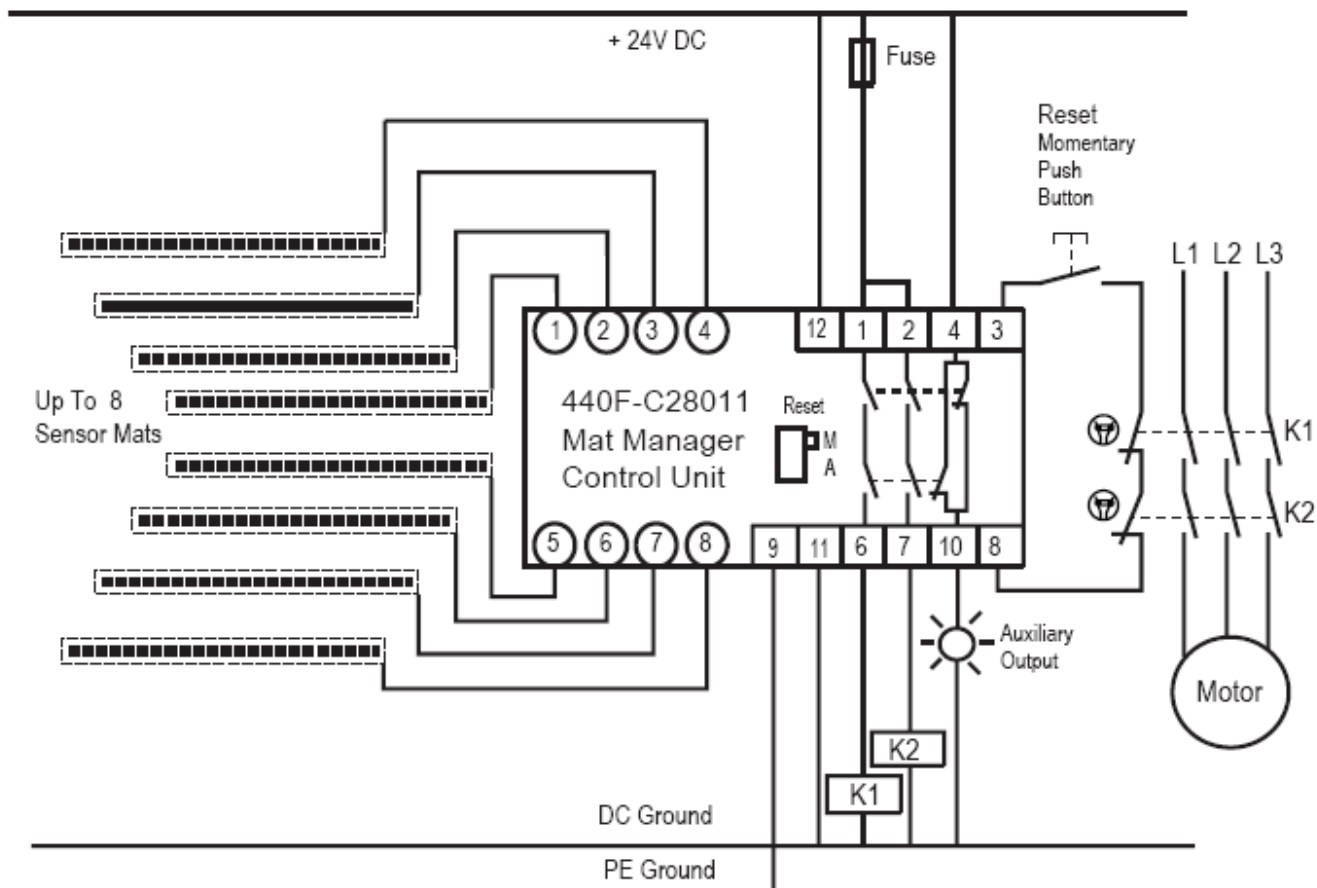 + 24V DC
Fuse
Reset
Momentary
Push
Button
L1 L2 L3
1 2 3 4
12 1 2 4 3
Up To 8
Sensor Mats
440F-C28011
Mat Manager
Control Unit
Reset
M
A
K1
K2
5 6 7 8
9 11 6 7 10 8
Auxiliary
Output
Motor
K2
K1
DC Ground
PE Ground